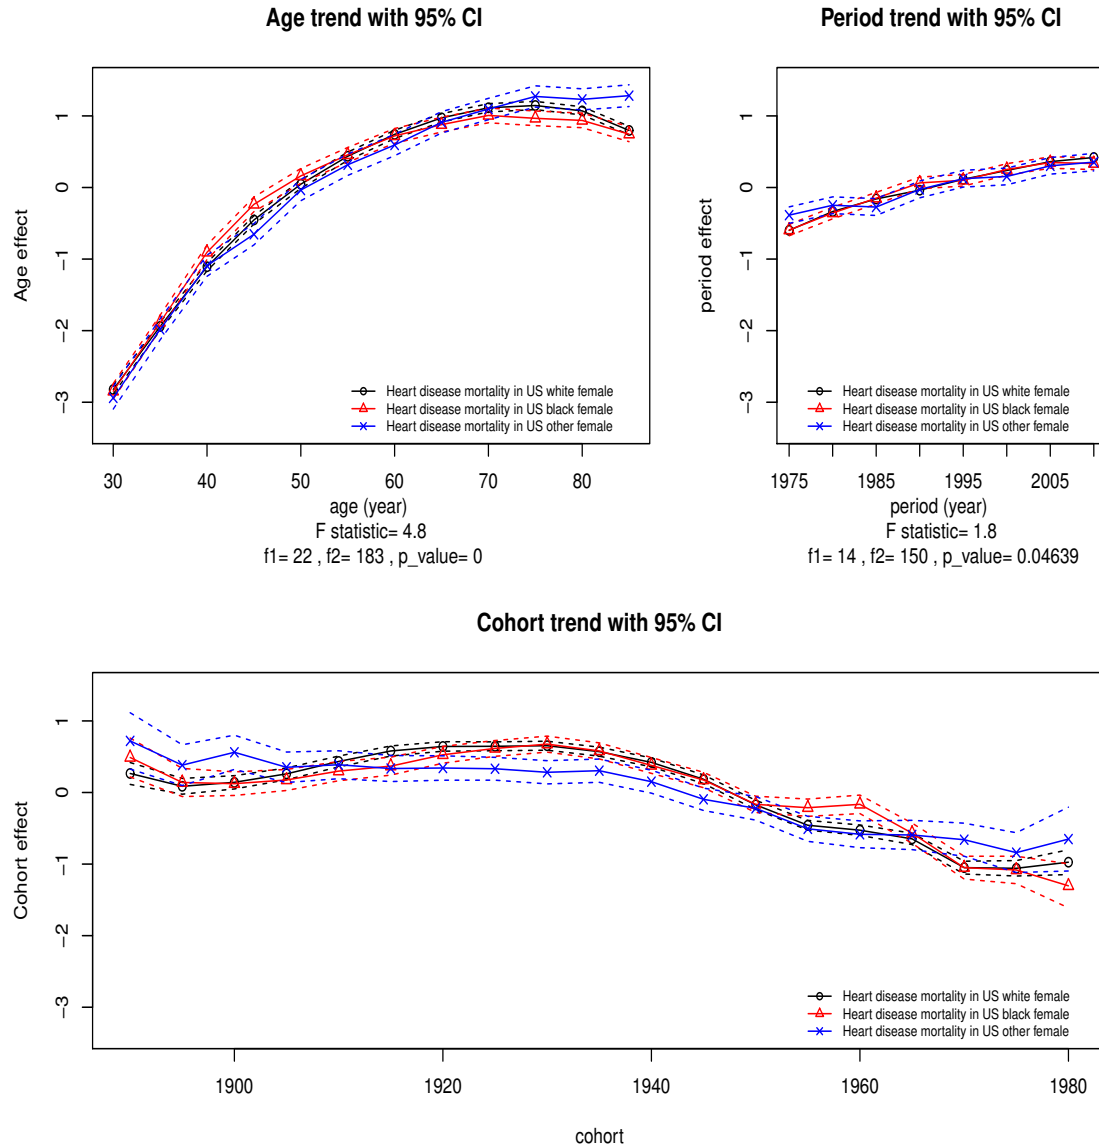 Age trend with 95% CI
Period trend with 95% CI
Age effect
1
0
−1
−2
−3
Heart disease mortality in US white female
Heart disease mortality in US black female
Heart disease mortality in US other female
30 40 50 60 70 80
age (year)
F statistic= 4.8
f1= 22 , f2= 183 , p_value= 0
period effect
1
0
−1
−2
−3
Heart disease mortality in US white female
Heart disease mortality in US black female
Heart disease mortality in US other female
1975 1985 1995 2005
period (year)
F statistic= 1.8
f1= 14 , f2= 150 , p_value= 0.04639
Cohort trend with 95% CI
Cohort effect
1
0
−1
−2
−3
Heart disease mortality in US white female
Heart disease mortality in US black female
Heart disease mortality in US other female
1900 1920 1940 1960 1980
cohort